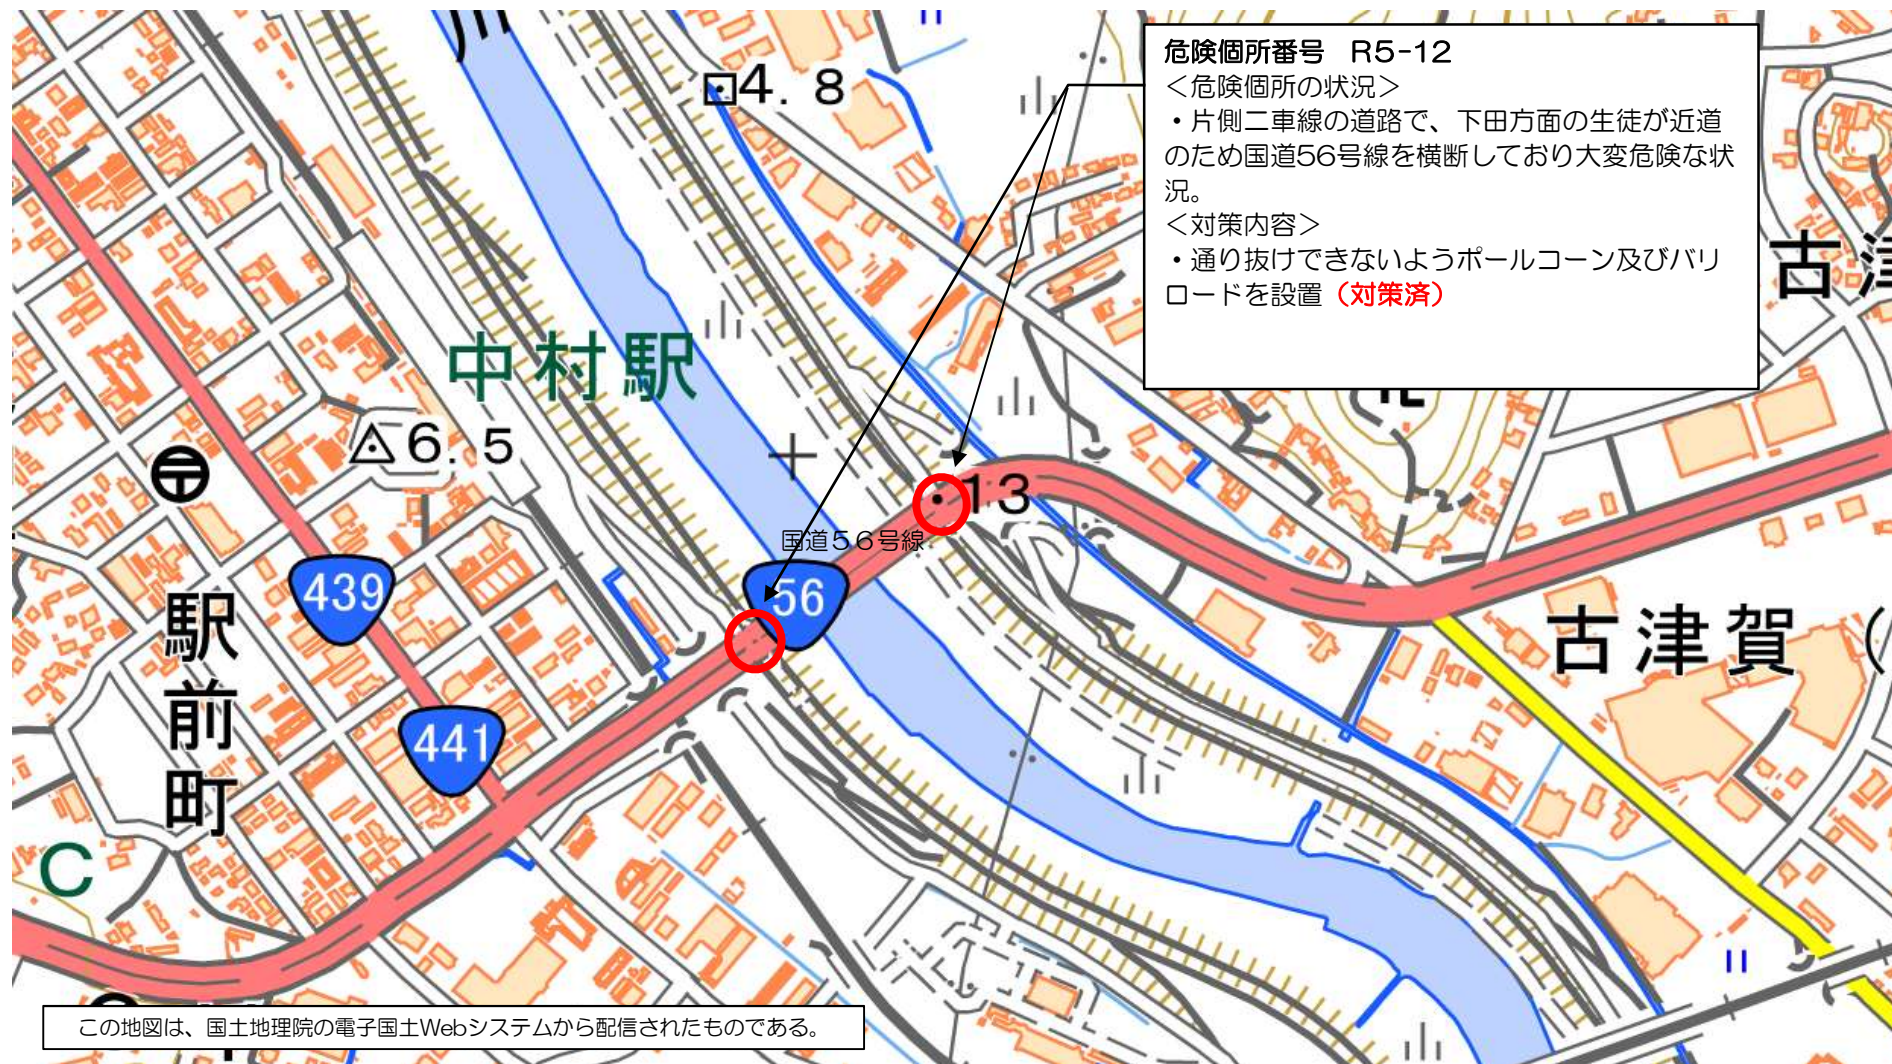 危険個所番号　R5-12
＜危険個所の状況＞
・片側二車線の道路で、下田方面の生徒が近道
のため国道56号線を横断しており大変危険な状
況。
＜対策内容＞
・通り抜けできないようポールコーン及びバリ
ロードを設置（対策済）
川
4.8
古津
中村駅
6.5
13
国道５６号線
56
439
441
駅前町
古津賀（
C
この地図は、国土地理院の電子国土Webシステムから配信されたものである。